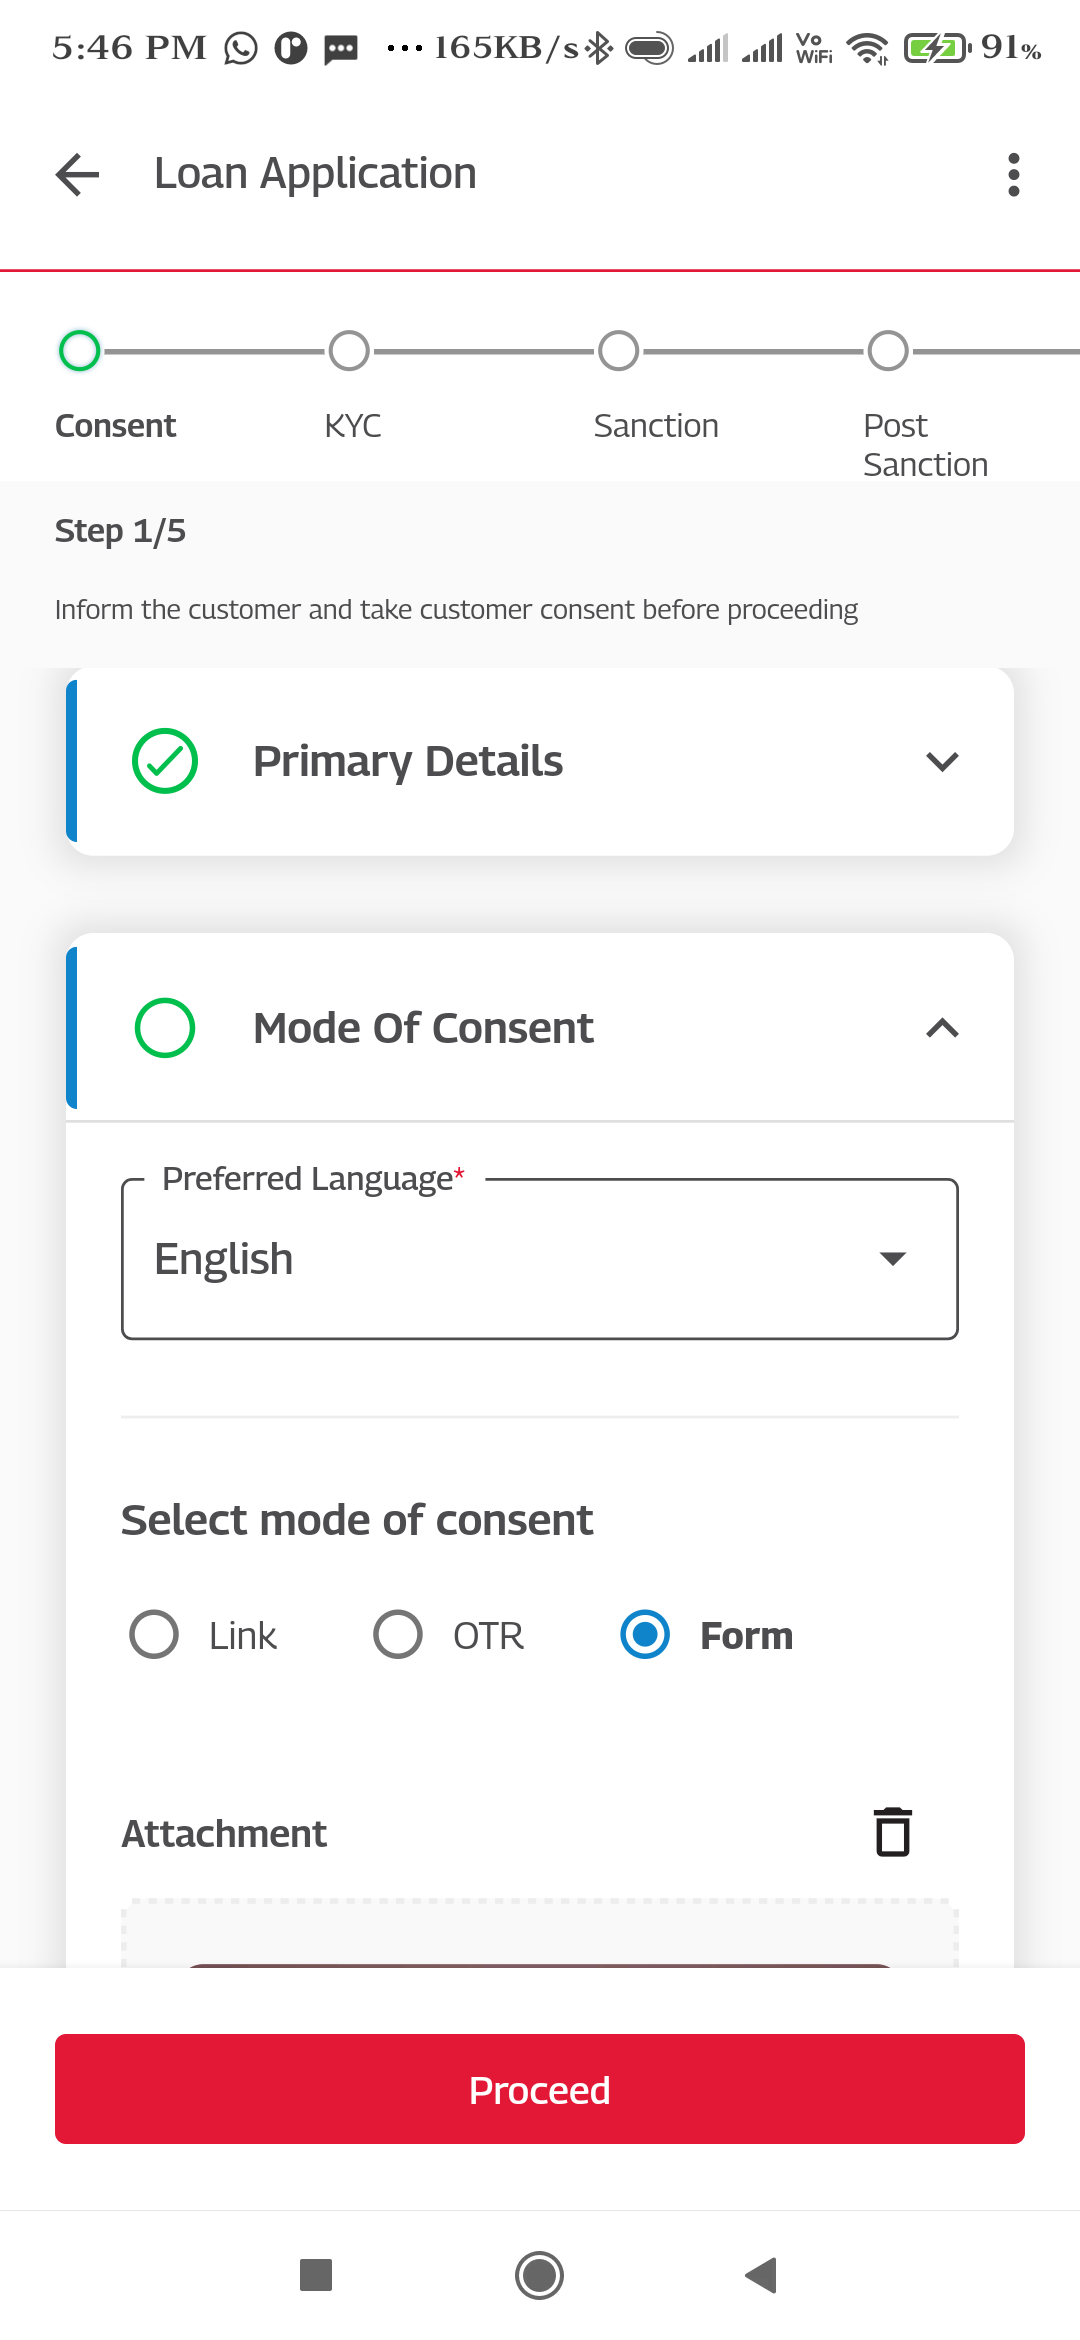 5:46 PM ... 165KB/s Vo WiFi 91%
Loan Application
Consent KYC Sanction Post Sanction
Step 1/5
Inform the customer and take customer consent before proceeding
Primary Details
Mode Of Consent
Preferred Language*
English
Select mode of consent
Link OTR Form
Attachment
Proceed